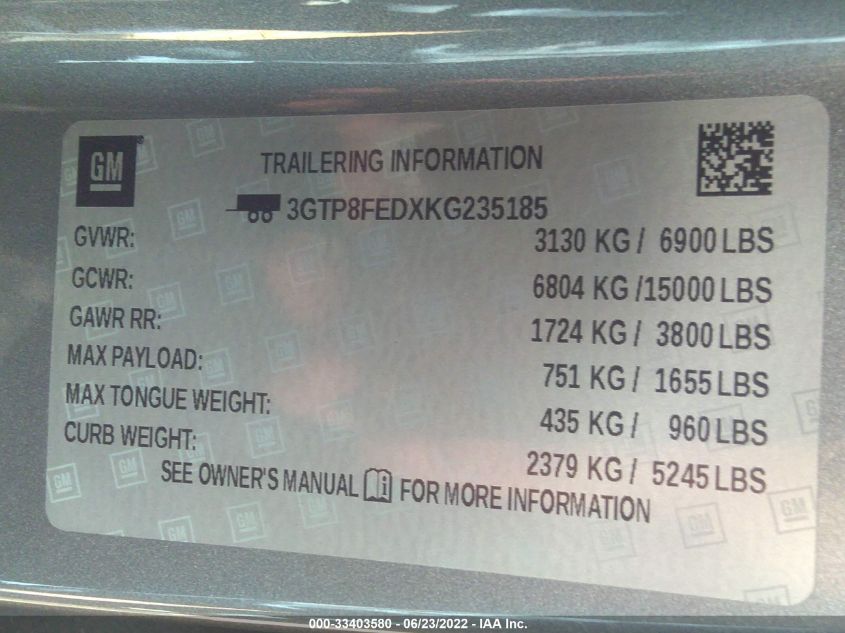 GM ®
TRAILERING INFORMATION
3GTP8FEDXKG235185
GVWR: 3130 KG / 6900 LBS
GCWR: 6804 KG / 15000 LBS
GAWR RR: 1724 KG / 3800 LBS
MAX PAYLOAD: 751 KG / 1655 LBS
MAX TONGUE WEIGHT: 435 KG / 960 LBS
CURB WEIGHT: 2379 KG / 5245 LBS
SEE OWNER'S MANUAL i FOR MORE INFORMATION
000-33403580 - 06/23/2022 - IAA Inc.